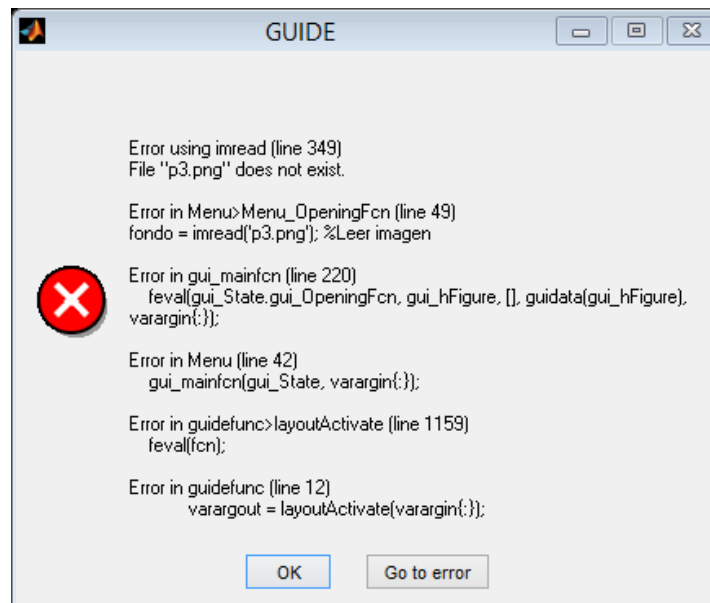 GUIDE
Error using imread (line 349)
File "p3.png" does not exist.
Error in Menu>Menu_OpeningFcn (line 49)
fondo = imread('p3.png'); %Leer imagen
Error in gui_mainfcn (line 220)
feval(gui_State.gui_OpeningFcn, gui_hFigure, [], guidata(gui_hFigure),
varargin{:});
Error in Menu (line 42)
gui_mainfcn(gui_State, varargin{:});
Error in guidefunc>layoutActivate (line 1159)
feval(fcn);
Error in guidefunc (line 12)
varargout = layoutActivate(varargin{:});
OK Go to error